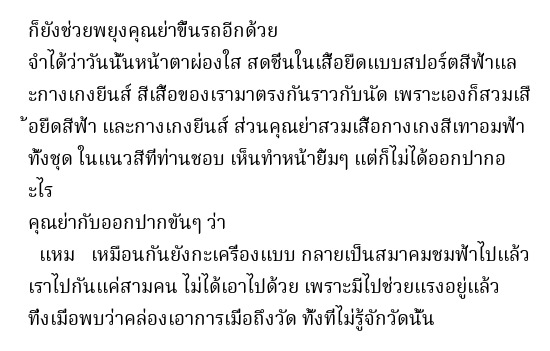 ก็ยังช่วยพยุงคุณย่าขึ้นรถอีกด้วย
จำได้ว่าวันนั้นหน้าตาผ่องใส สดชื่นในเสื้อยืดแบบสปอร์ตสีฟ้าแล
ะกางเกงยีนส์ สีเสื้อของเรามาตรงกันราวกับนัด เพราะเองก็สวมเสื
้อยืดสีฟ้า และกางเกงยีนส์ ส่วนคุณย่าสวมเสื้อกางเกงสีเทาอมฟ้า
ทั้งชุด ในแนวสีที่ท่านชอบ เห็นทำหน้ายิ้มๆ แต่ก็ไม่ได้ออกปากอ
ะไร
คุณย่ากับออกปากขันๆ ว่า
แหม เหมือนกันยังกะเครื่องแบบ กลายเป็นสมาคมชมฟ้าไปแล้ว
เราไปกันแค่สามคน ไม่ได้เอาไปด้วย เพราะมีไปช่วยแรงอยู่แล้ว
ทึ่งเมื่อพบว่าคล่องเอาการเมื่อถึงวัด ทั้งที่ไม่รู้จักวัดนั้น